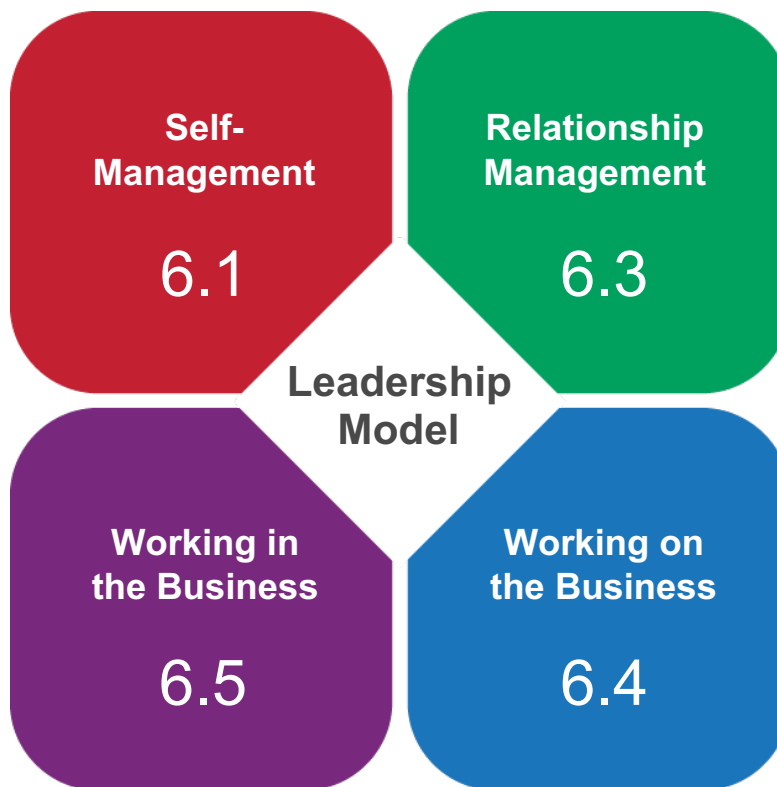 Self-
Management
6.1
Relationship
Management
6.3
Leadership
Model
Working in
the Business
6.5
Working on
the Business
6.4